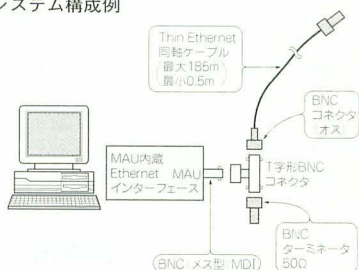 システム構成例
Thin Ethernet
同軸ケーブル
(最大185m
最小0.5m)
BNC
コネクタ
オス
MAU内蔵
Ethernet MAU
インターフェース
T字形BNC
コネクタ
(BNC メス型 MDI)
BNC
ターミネータ
50Ω